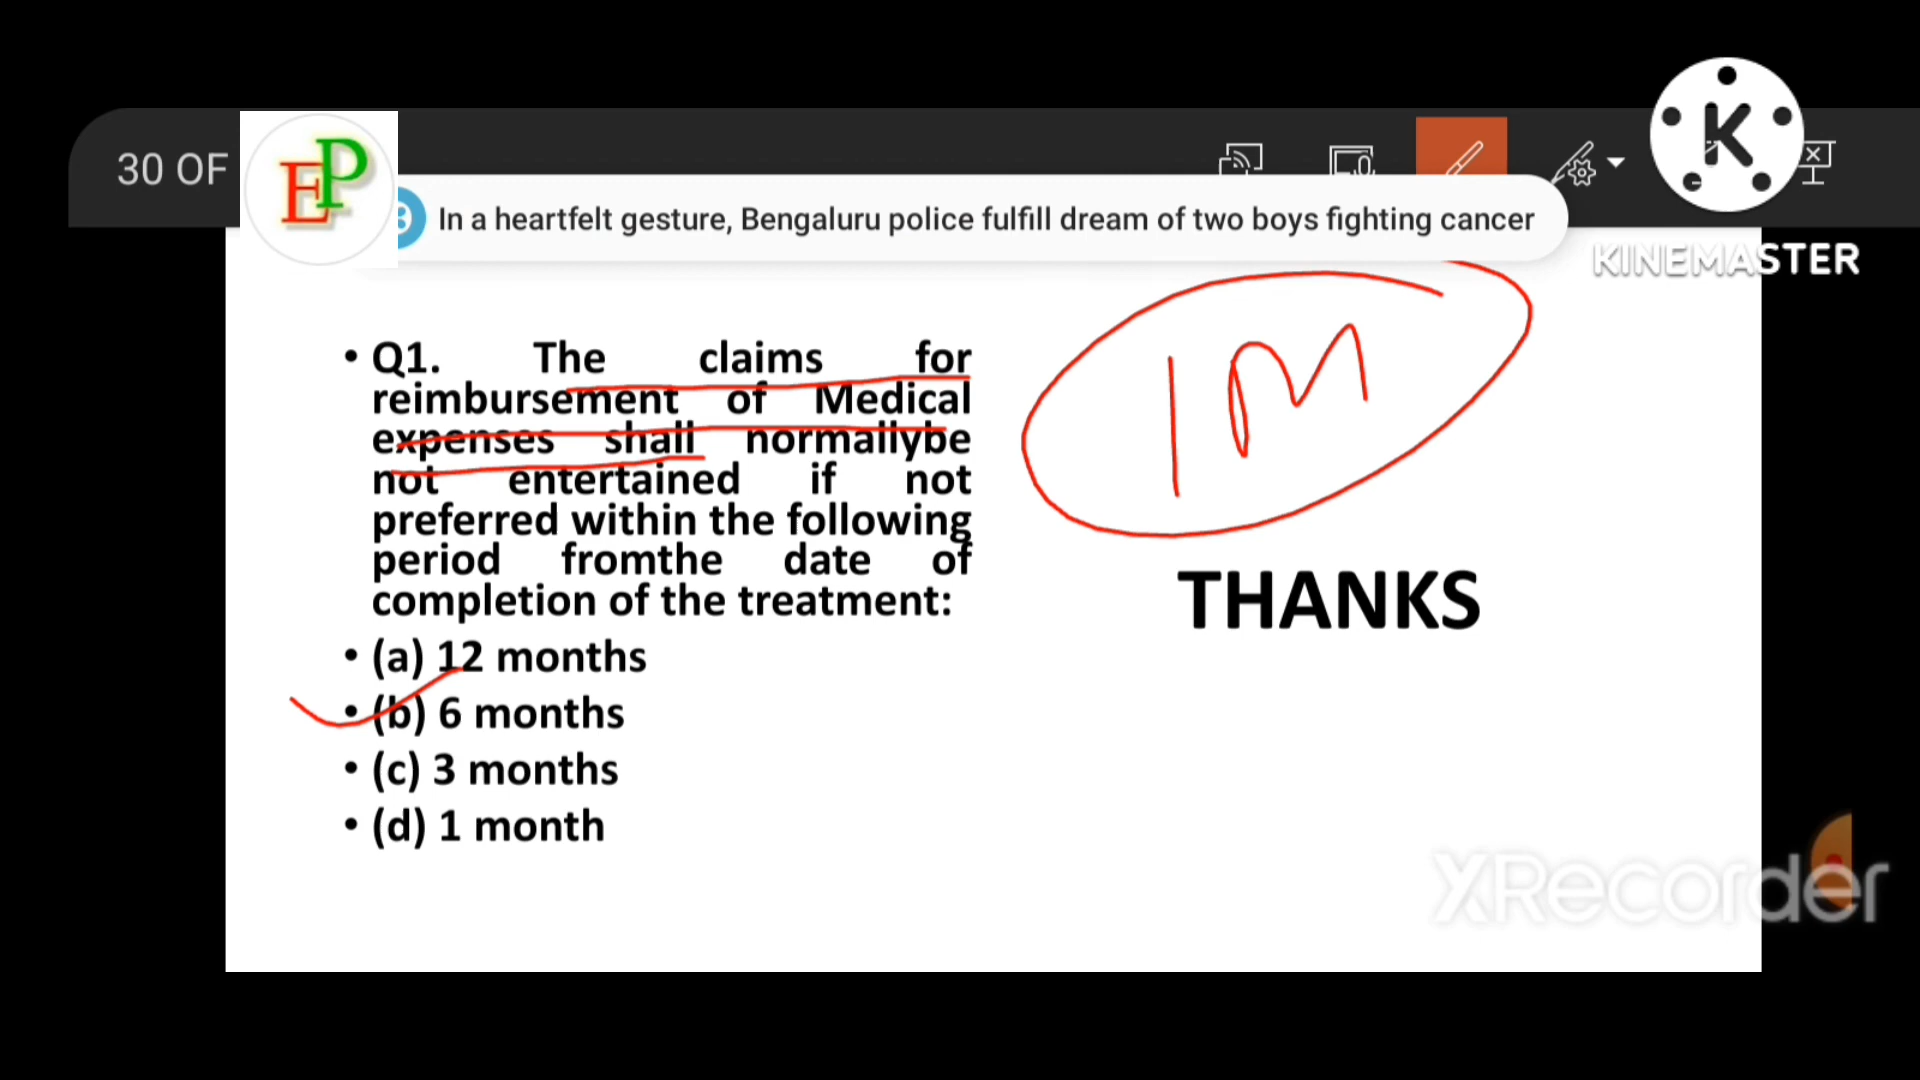 30 OF
EP
In a heartfelt gesture, Bengaluru police fulfill dream of two boys fighting cancer
K
KINEMASTER
• Q1. The claims for
reimbursement of Medical
expenses shall normallybe
not entertained if not
preferred within the following
period fromthe date of
completion of the treatment:
• (a) 12 months
• (b) 6 months
• (c) 3 months
• (d) 1 month
1M
THANKS
XRecorder